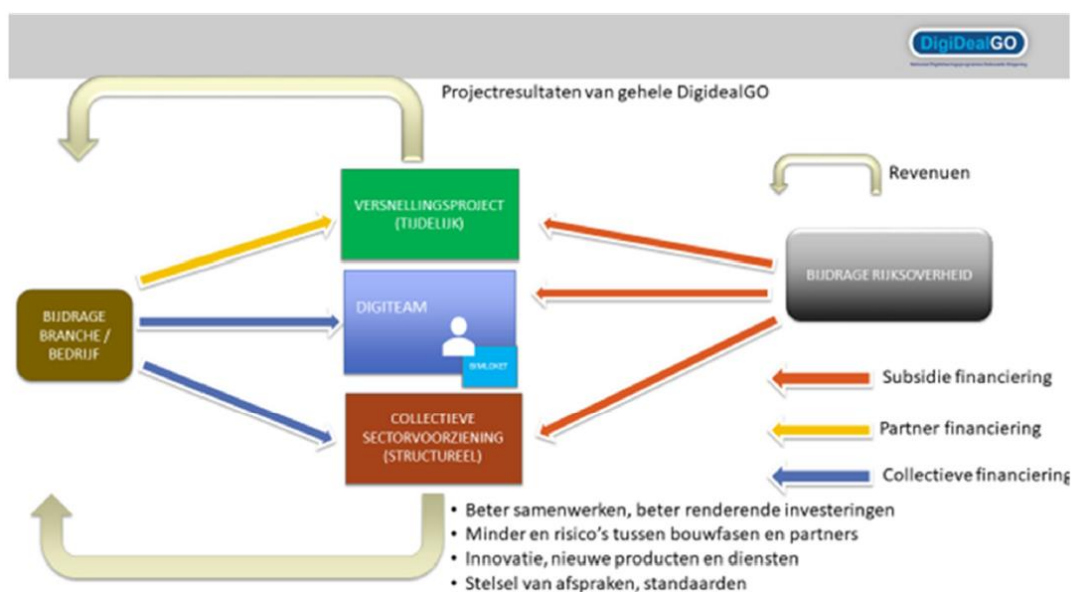 DigiDealGO
Projectresultaten van gehele DigidealGO
Revenuen
VERSNELLINGSPROJECT
(TIJDELIJK)
BIJDRAGE RIJKSOVERHEID
DIGITEAM
BIMLOKET
BIJDRAGE
BRANCHE /
BEDRIJF
COLLECTIEVE
SECTORVOORZIENING
(STRUCTUREEL)
Subsidie financiering
Partner financiering
Collectieve financiering
• Beter samenwerken, beter renderende investeringen
• Minder en risico's tussen bouwfasen en partners
• Innovatie, nieuwe producten en diensten
• Stelsel van afspraken, standaarden